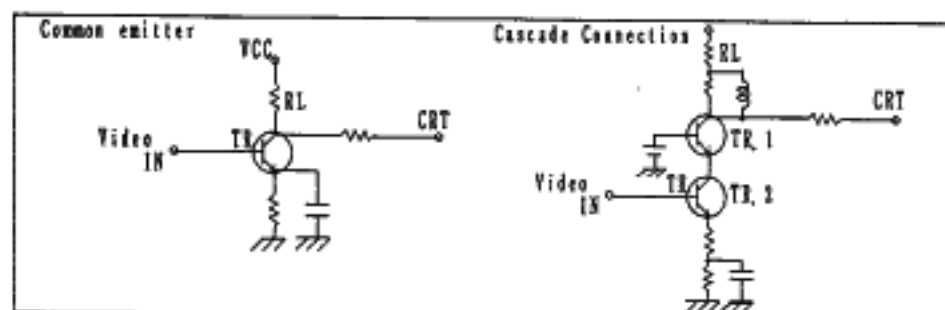 Common emitter
VCC
RL
CRT
Video
IN
TR
Cascade Connection
RL
CRT
TR, 1
Video
IN
TR
TR, 2